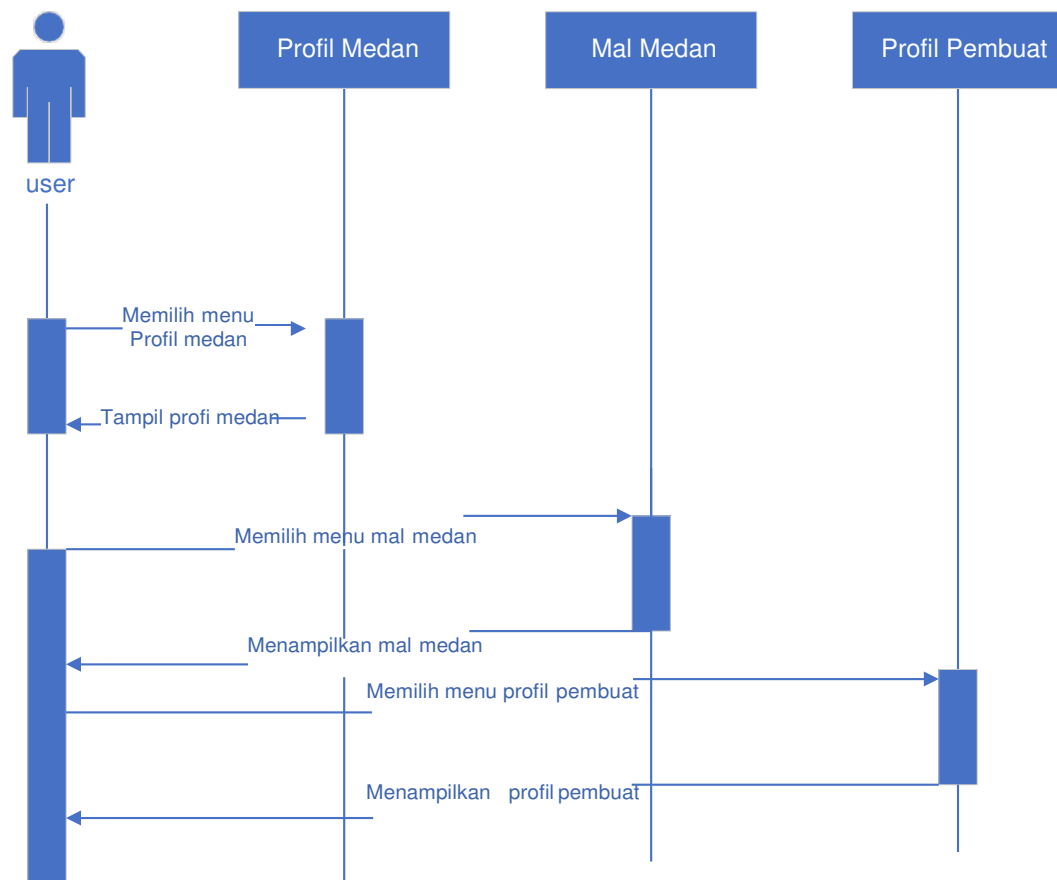 Profil Medan
Mal Medan
Profil Pembuat
user
Memilih menu
Profil medan
Tampil profi medan
Memilih menu mal medan
Menampilkan mal medan
Memilih menu profil pembuat
Menampilkan profil pembuat